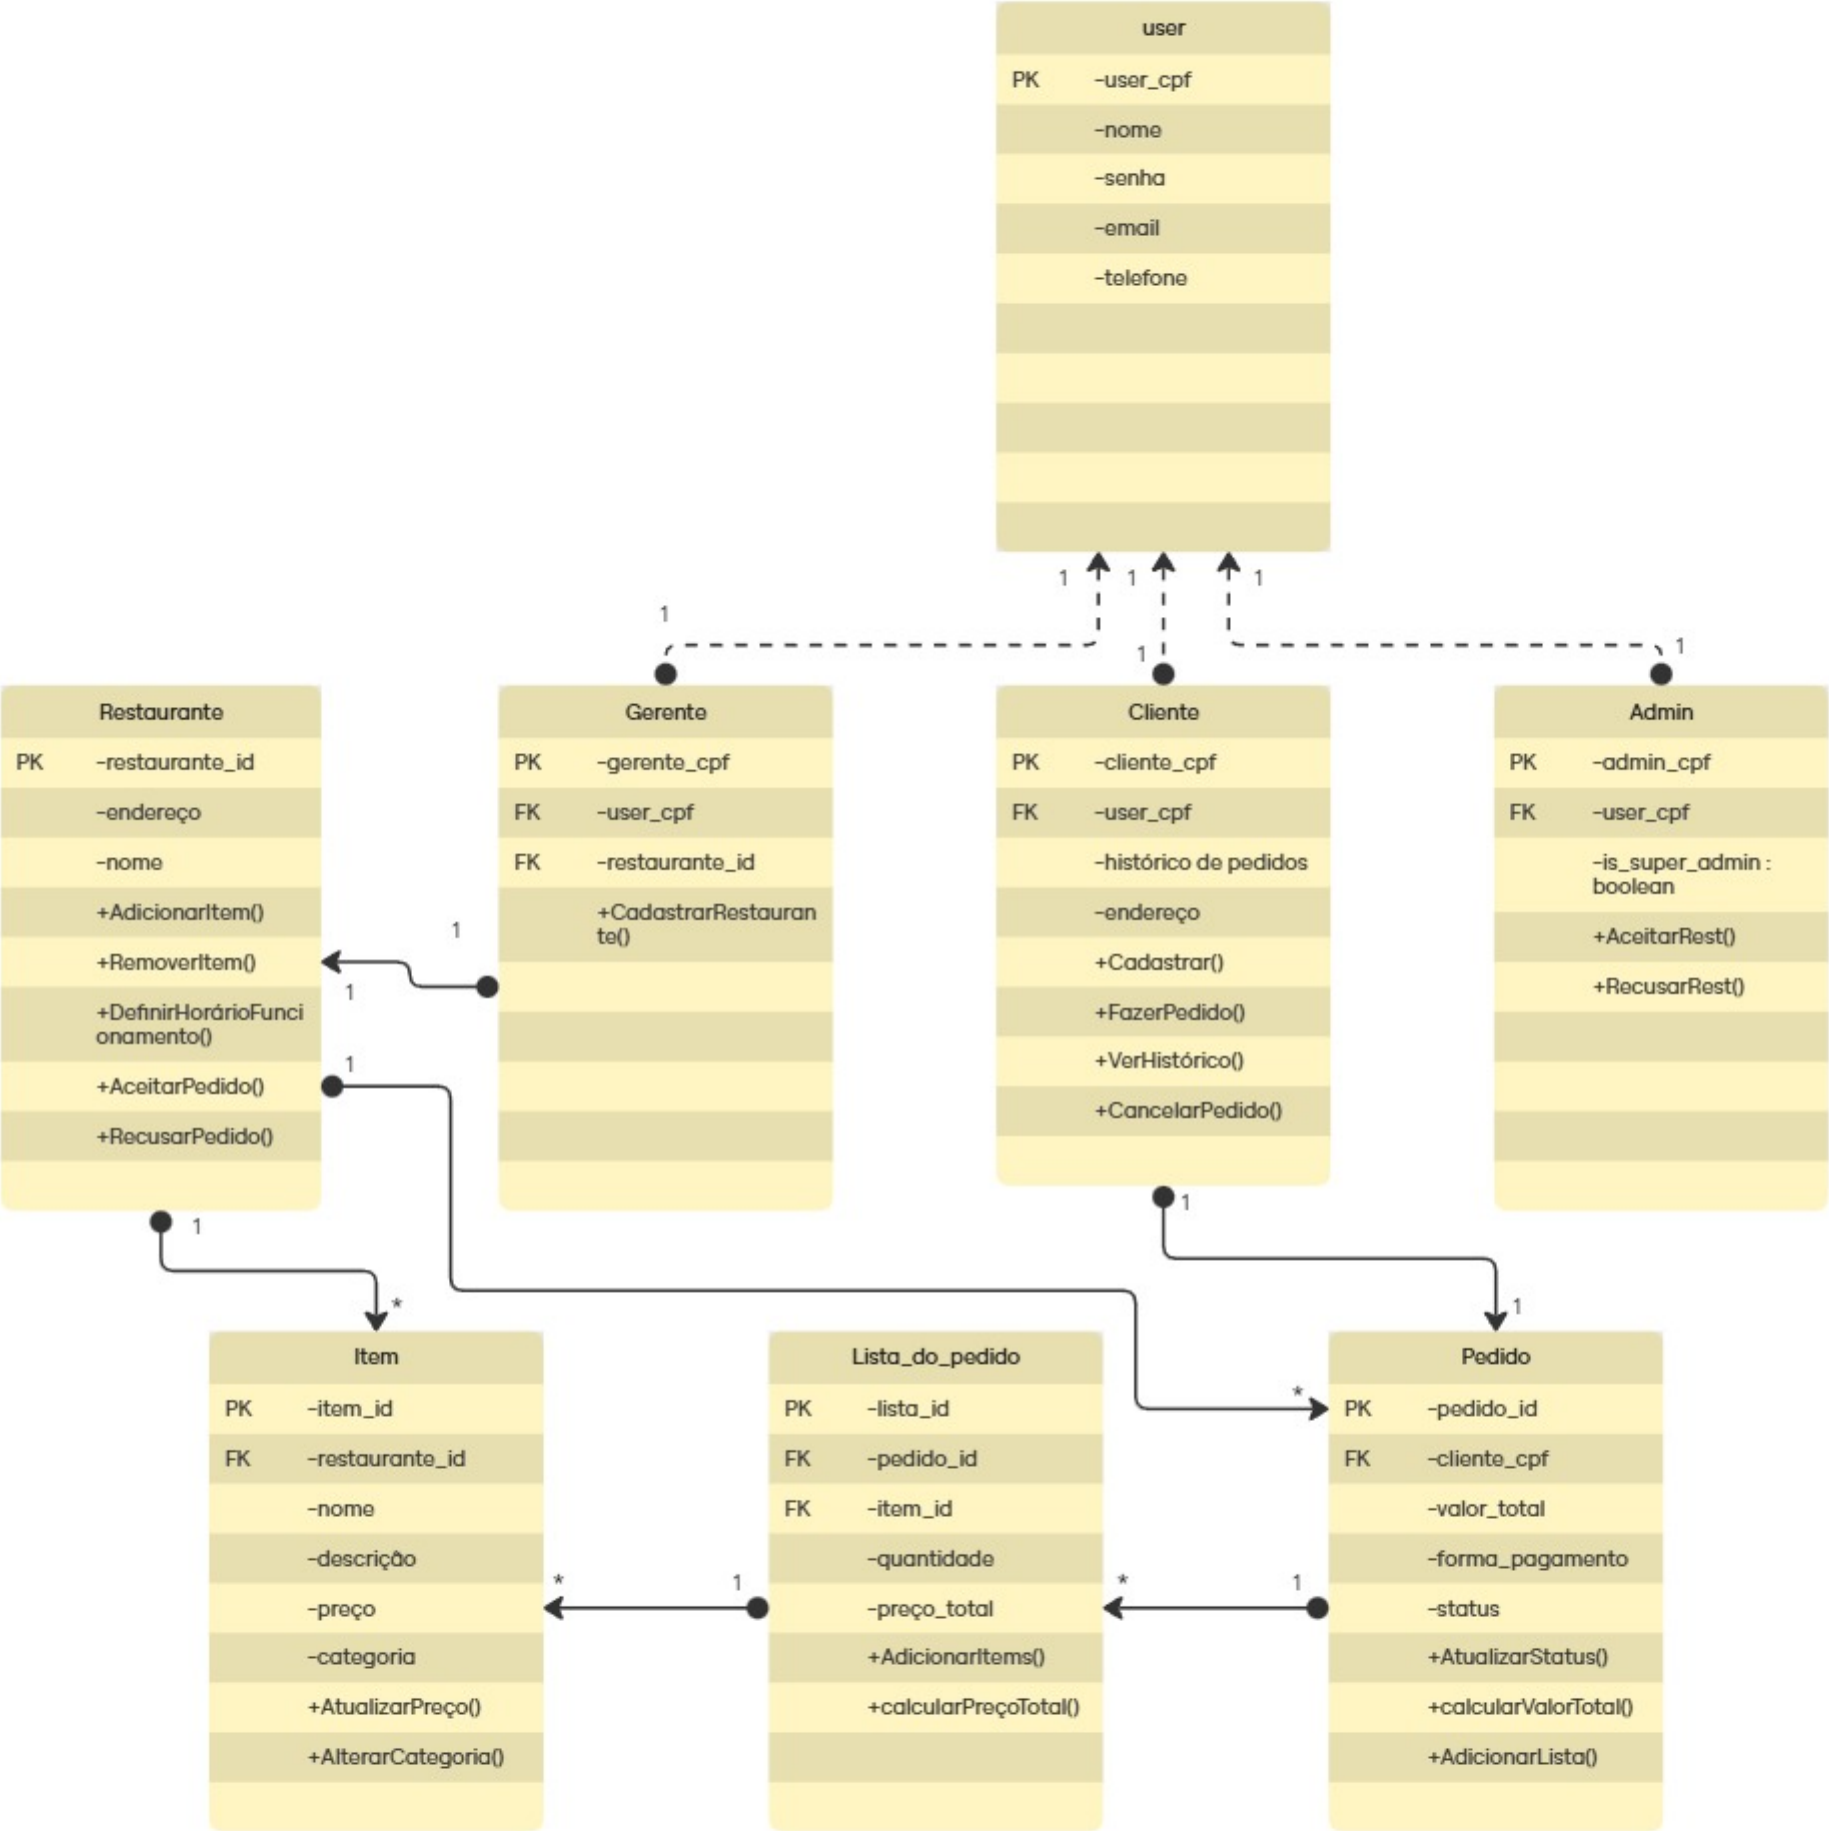 user
PK -user_cpf
-nome
-senha
-email
-telefone
1 1 1
1
1
1
Restaurante
PK -restaurante_id
-endereço
-nome
+AdicionarItem()
+RemoverItem()
+DefinirHorárioFunci
onamento()
+AceitarPedido()
+RecusarPedido()
1
1
1
1
Gerente
PK -gerente_cpf
FK -user_cpf
FK -restaurante_id
+CadastrarRestauran
te()
Cliente
PK -cliente_cpf
FK -user_cpf
-histórico de pedidos
-endereço
+Cadastrar()
+FazerPedido()
+VerHistórico()
+CancelarPedido()
1
Admin
PK -admin_cpf
FK -user_cpf
-is_super_admin :
boolean
+AceitarRest()
+RecusarRest()
*
1
*
Item
PK -item_id
FK -restaurante_id
-nome
-descrição
-preço
-categoria
+AtualizarPreço()
+AlterarCategoria()
* 1
Lista_do_pedido
PK -lista_id
FK -pedido_id
FK -item_id
-quantidade
-preço_total
+AdicionarItems()
+calcularPreçoTotal()
* 1
Pedido
PK -pedido_id
FK -cliente_cpf
-valor_total
-forma_pagamento
-status
+AtualizarStatus()
+calcularValorTotal()
+AdicionarLista()